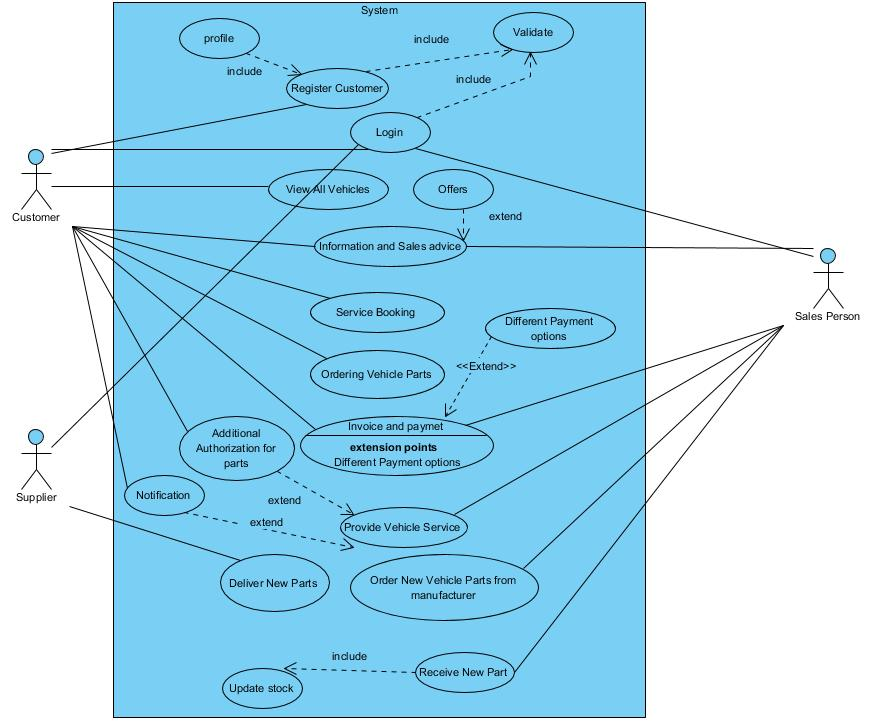 System
profile
Validate
include
include
Register Customer
include
Login
Customer
View All Vehicles
Offers
extend
Information and Sales advice
Service Booking
Sales Person
Different Payment
options
<<Extend>>
Ordering Vehicle Parts
Invoice and paymet
extension points
Different Payment options
Additional
Authorization for
parts
Supplier
Notification
extend
extend
Provide Vehicle Service
Deliver New Parts
Order New Vehicle Parts from
manufacturer
include
Receive New Part
Update stock